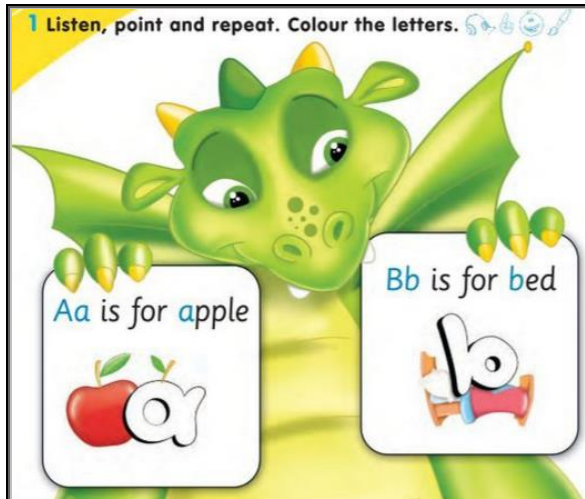 1 Listen, point and repeat. Colour the letters.
Aa is for apple
a
Bb is for bed
b